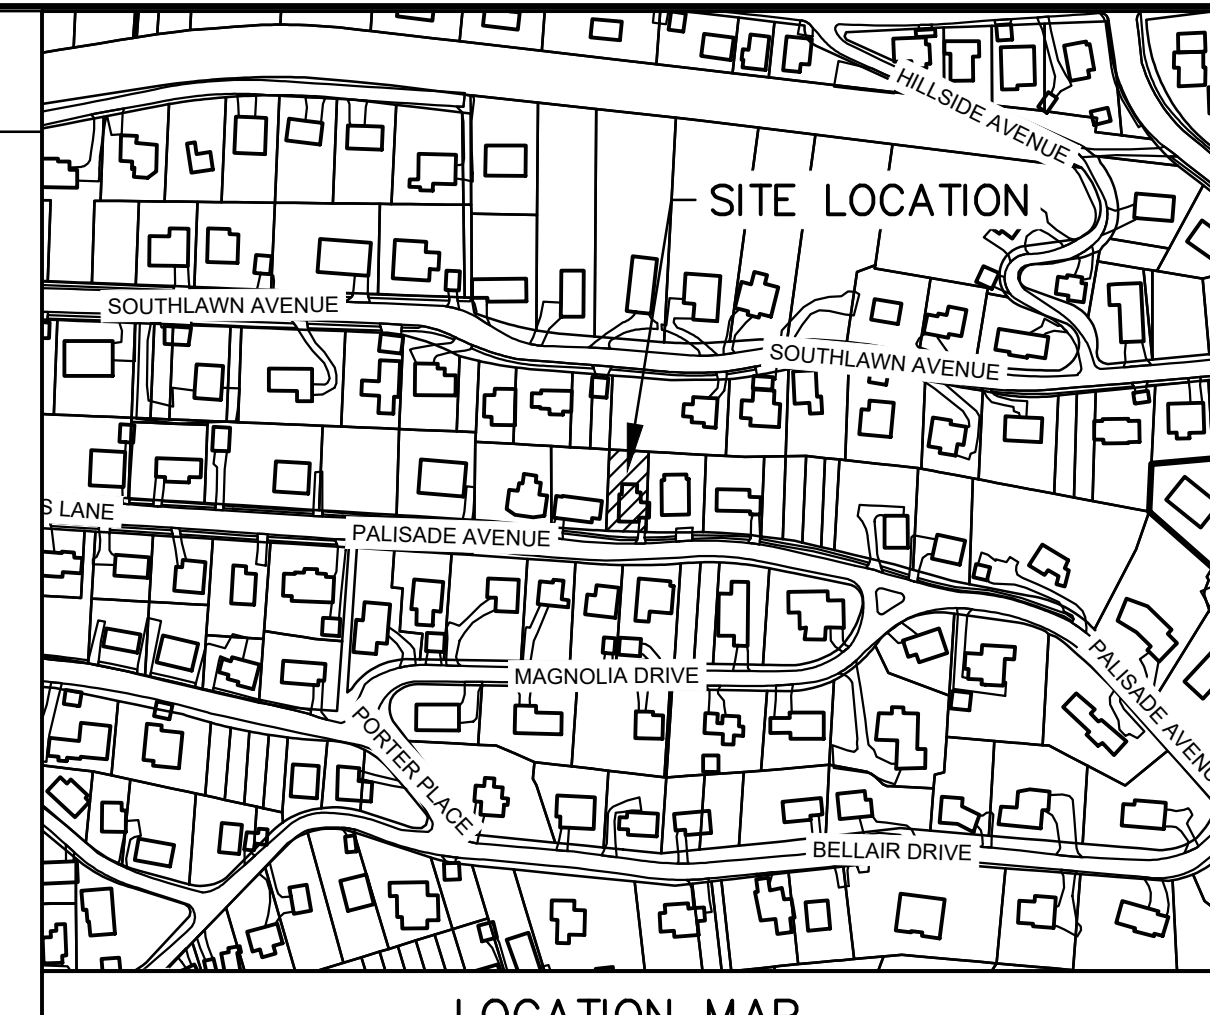 HILLSIDE AVENUE
SITE LOCATION
SOUTHLAWN AVENUE
SOUTHLAWN AVENUE
S LANE
PALISADE AVENUE
MAGNOLIA DRIVE
PALISADE AVENU
PORTER PLACE
BELLAIR DRIVE
LOCATION MAP